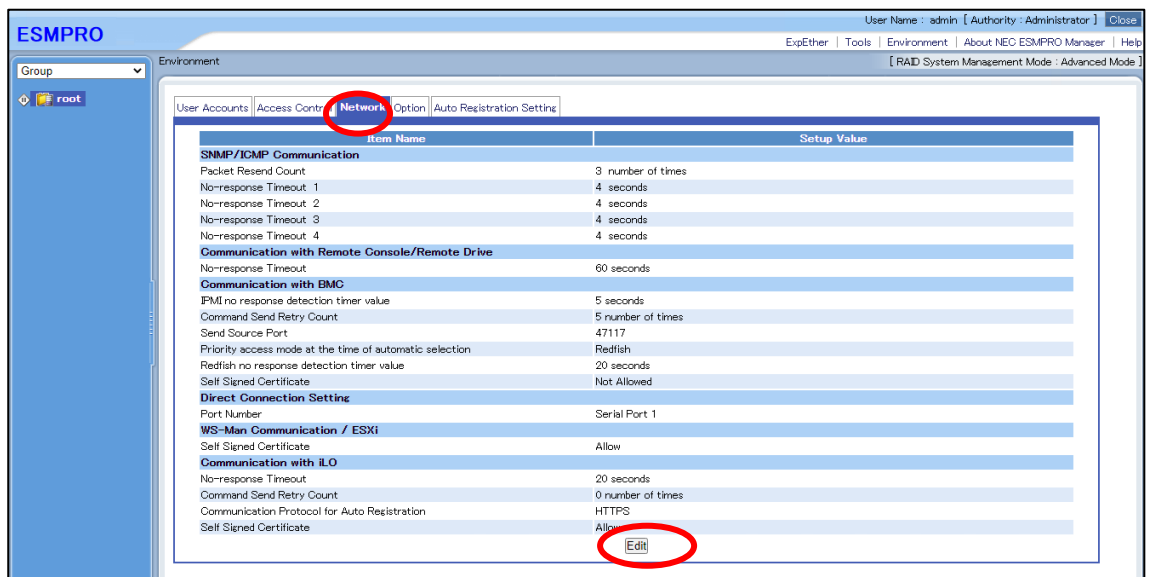 User Name : admin [ Authority : Administrator ] Close
ESMPRO
ExpEther | Tools | Environment | About NEC ESMPRO Manager | Help
Group
Environment
[ RAID System Management Mode : Advanced Mode ]
root
User Accounts Access Control Network Option Auto Registration Setting
Item Name Setup Value
SNMP/ICMP Communication
Packet Resend Count 3 number of times
No-response Timeout 1 4 seconds
No-response Timeout 2 4 seconds
No-response Timeout 3 4 seconds
No-response Timeout 4 4 seconds
Communication with Remote Console/Remote Drive
No-response Timeout 60 seconds
Communication with BMC
IPMI no response detection timer value 5 seconds
Command Send Retry Count 5 number of times
Send Source Port 47117
Priority access mode at the time of automatic selection Redfish
Redfish no response detection timer value 20 seconds
Self Signed Certificate Not Allowed
Direct Connection Setting
Port Number Serial Port 1
WS-Man Communication / ESXi
Self Signed Certificate Allow
Communication with iLO
No-response Timeout 20 seconds
Command Send Retry Count 0 number of times
Communication Protocol for Auto Registration HTTPS
Self Signed Certificate Allow
Edit